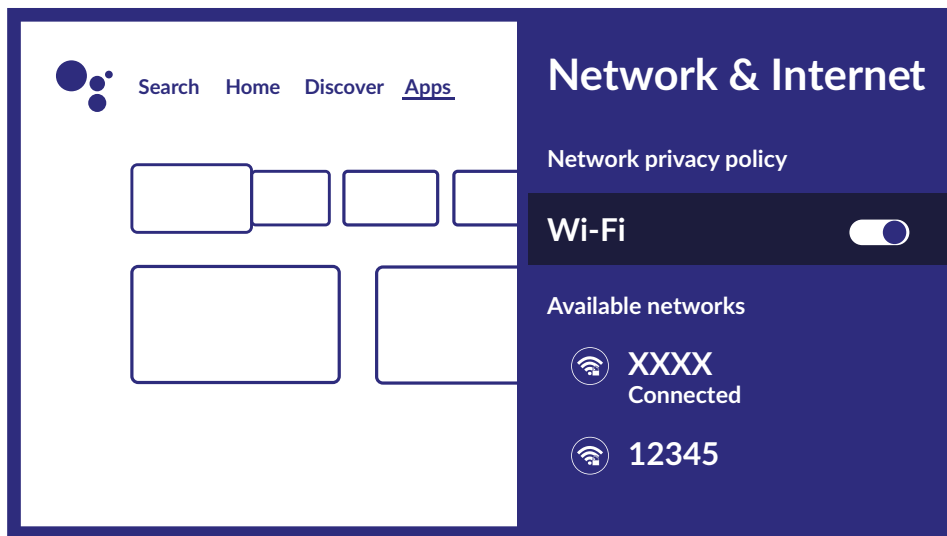 Search Home Discover Apps
Network & Internet
Network privacy policy
Wi-Fi
Available networks
XXXX
Connected
12345